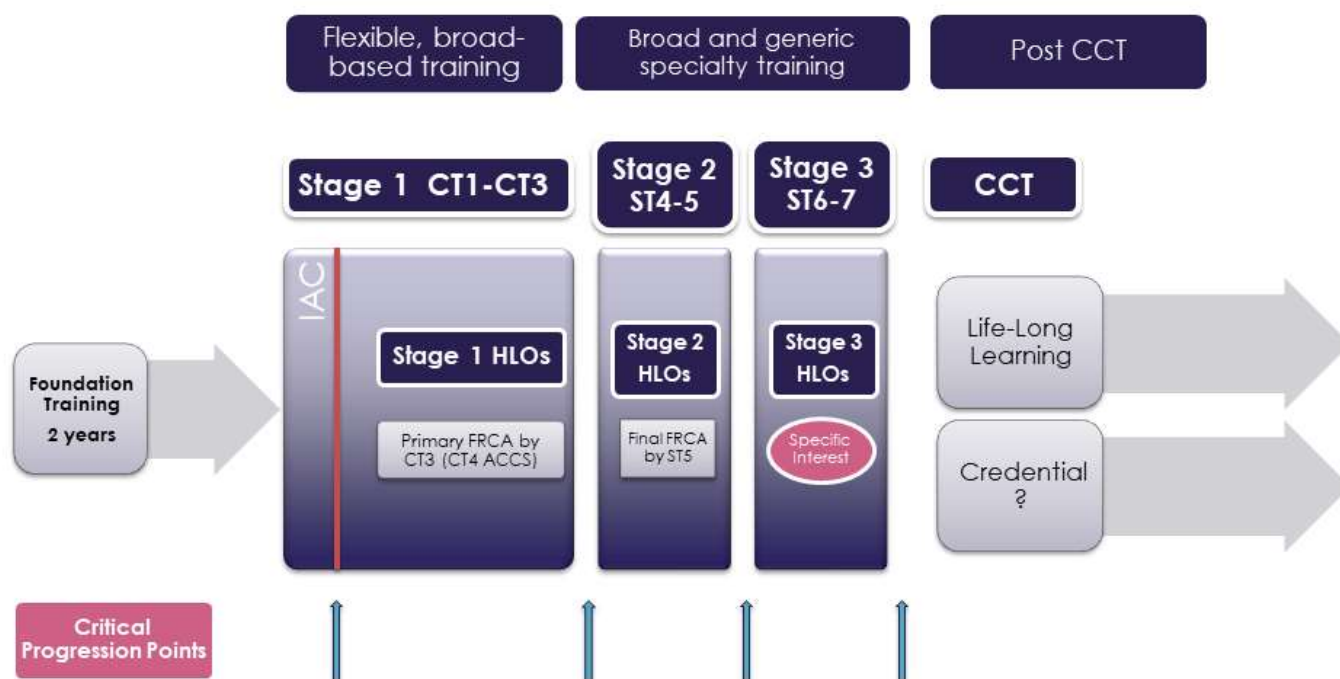 Flexible, broad-
based training
Broad and generic
specialty training
Post CCT
Stage 1 CT1-CT3
Stage 2
ST4-5
Stage 3
ST6-7
CCT
IAC
Foundation
Training
2 years
Stage 1 HLOs
Primary FRCA by
CT3 (CT4 ACCS)
Stage 2
HLOs
Final FRCA
by ST5
Stage 3
HLOs
Specific
Interest
Life-Long
Learning
Credential
?
Critical
Progression Points